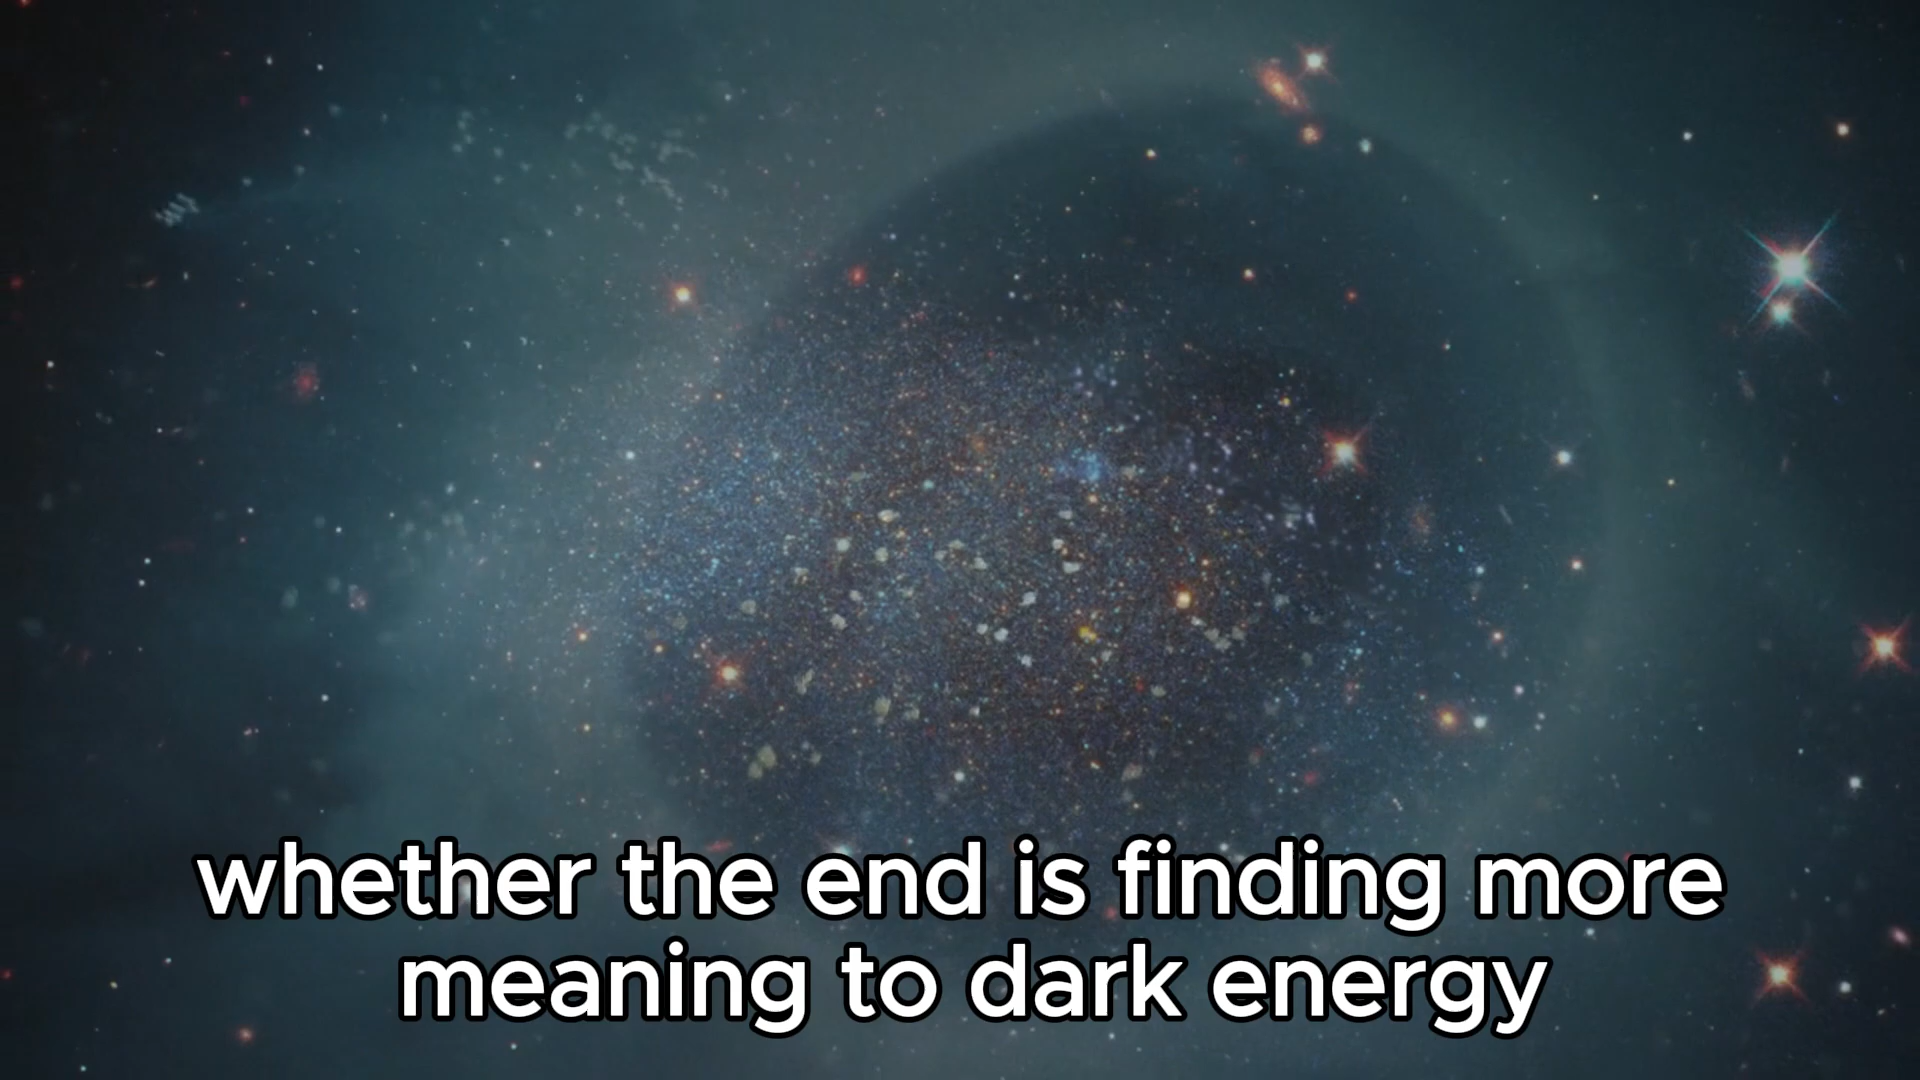 whether the end is finding more
meaning to dark energy